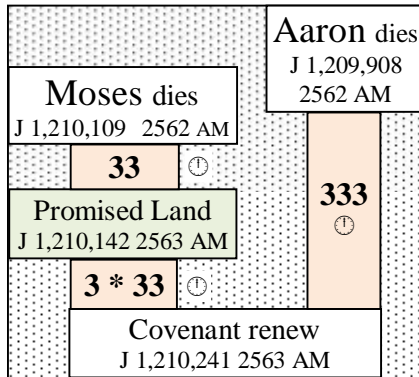 Aaron dies
J 1,209,908
2562 AM
Moses dies
J 1,210,109 2562 AM
33
Promised Land
J 1,210,142 2563 AM
333
3 * 33
Covenant renew
J 1,210,241 2563 AM